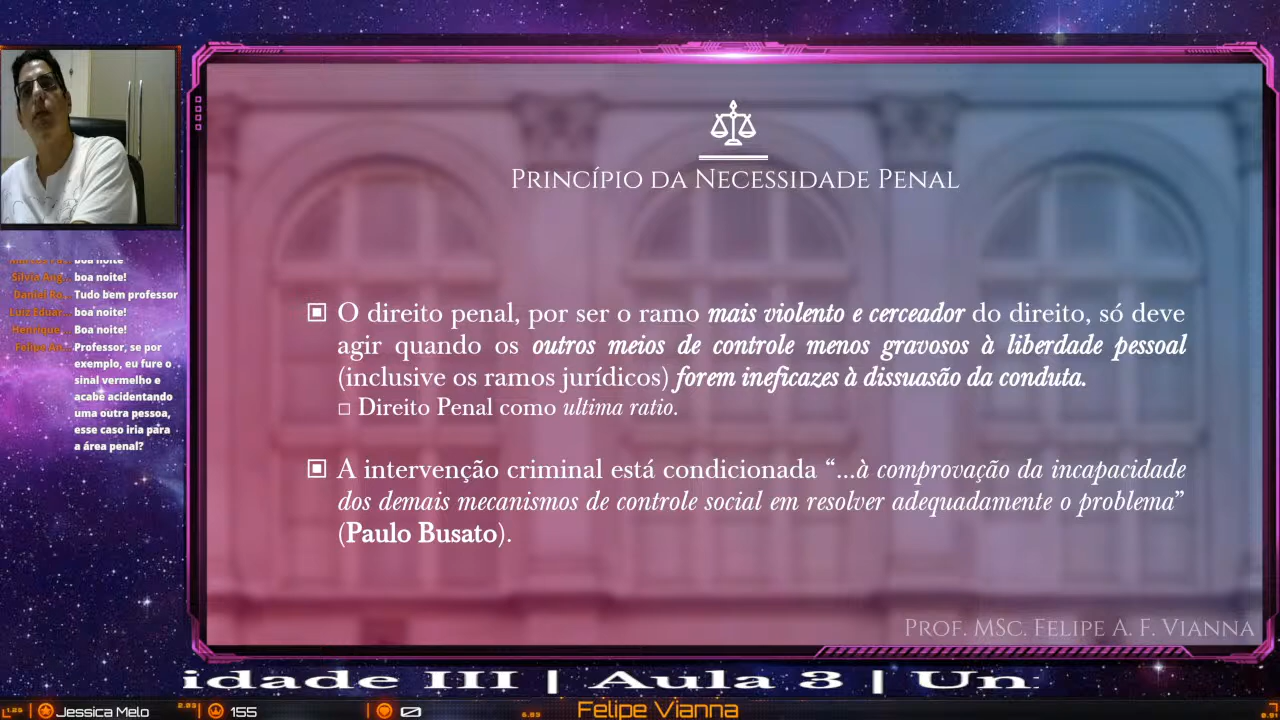 Princípio da Necessidade Penal
O direito penal, por ser o ramo mais violento e cerceador do direito, só deve
agir quando os outros meios de controle menos gravosos à liberdade pessoal
(inclusive os ramos jurídicos) forem ineficazes à dissuasão da conduta.
Direito Penal como ultima ratio.
A intervenção criminal está condicionada “...à comprovação da incapacidade
dos demais mecanismos de controle social em resolver adequadamente o problema”
(Paulo Busato).
Prof. MSc. Felipe A. F. Vianna
boa noite
Silvia Aug... boa noite!
Daniel Ro... Tudo bem professor
Luiz Eduar... boa noite!
Henrique... Boa noite!
Felipe An... Professor, se por
exemplo, eu fure o
sinal vermelho e
acabe acidentando
uma outra pessoa,
esse caso iria para
a área penal?
idade III | Aula 3 | Un
Jessica Melo
155
0
Felipe Vianna